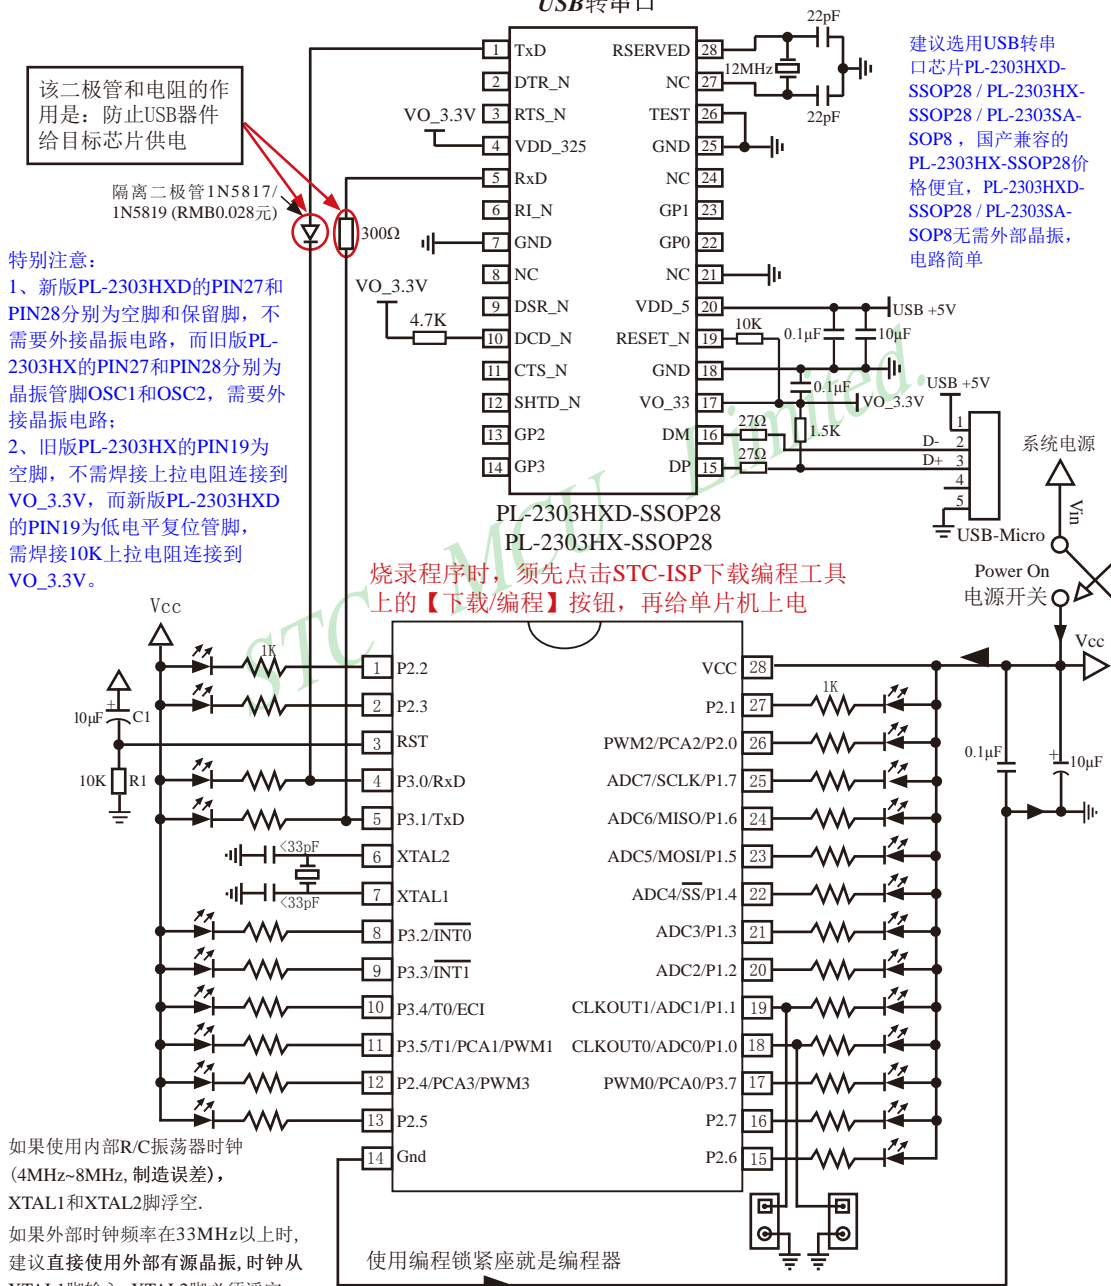 USB转串口
22pF
12MHz
22pF
1 TxD
2 DTR_N
3 RTS_N
4 VDD_325
5 RxD
6 RI_N
7 GND
8 NC
9 DSR_N
10 DCD_N
11 CTS_N
12 SHTD_N
13 GP2
14 GP3
RSERVED 28
NC 27
TEST 26
GND 25
NC 24
GP1 23
GP0 22
NC 21
VDD_5 20
RESET_N 19
GND 18
VO_33 17
DM 16
DP 15
该二极管和电阻的作
用是：防止USB器件
给目标芯片供电
VO_3.3V
隔离二极管1N5817/
1N5819 (RMB0.028元)
300Ω
VO_3.3V
4.7K
建议选用USB转串
口芯片PL-2303HXD-
SSOP28 / PL-2303HX-
SSOP28 / PL-2303SA-
SOP8，国产兼容的
PL-2303HX-SSOP28价
格便宜，PL-2303HXD-
SSOP28 / PL-2303SA-
SOP8无需外部晶振，
电路简单
特别注意：
1、新版PL-2303HXD的PIN27和
PIN28分别为空脚和保留脚，不
需要外接晶振电路，而旧版PL-
2303HX的PIN27和PIN28分别为
晶振管脚OSC1和OSC2，需要外
接晶振电路；
2、旧版PL-2303HX的PIN19为
空脚，不需焊接上拉电阻连接到
VO_3.3V，而新版PL-2303HXD
的PIN19为低电平复位管脚，
需焊接10K上拉电阻连接到
VO_3.3V。
USB +5V
10K
0.1μF
10μF
0.1μF
VO_3.3V
27Ω
27Ω
1.5K
USB +5V
D-
D+
1
2
3
4
5
USB-Micro
系统电源
Vin
Power On
电源开关
Vcc
PL-2303HXD-SSOP28
PL-2303HX-SSOP28
STC MCU Limited.
烧录程序时，须先点击STC-ISP下载编程工具
上的【下载/编程】按钮，再给单片机上电
Vcc
1K
10μF
+
C1
10K
R1
<33pF
<33pF
1 P2.2
2 P2.3
3 RST
4 P3.0/RxD
5 P3.1/TxD
6 XTAL2
7 XTAL1
8 P3.2/INT0
9 P3.3/INT1
10 P3.4/T0/ECI
11 P3.5/T1/PCA1/PWM1
12 P2.4/PCA3/PWM3
13 P2.5
14 Gnd
VCC 28
P2.1 27
PWM2/PCA2/P2.0 26
ADC7/SCLK/P1.7 25
ADC6/MISO/P1.6 24
ADC5/MOSI/P1.5 23
ADC4/SS/P1.4 22
ADC3/P1.3 21
ADC2/P1.2 20
CLKOUT1/ADC1/P1.1 19
CLKOUT0/ADC0/P1.0 18
PWM0/PCA0/P3.7 17
P2.7 16
P2.6 15
1K
0.1μF
+
10μF
如果使用内部R/C振荡器时钟
(4MHz~8MHz, 制造误差)，
XTAL1和XTAL2脚浮空.
如果外部时钟频率在33MHz以上时,
建议直接使用外部有源晶振, 时钟从
XTAL1脚输入, XTAL2脚必须浮空
使用编程锁紧座就是编程器